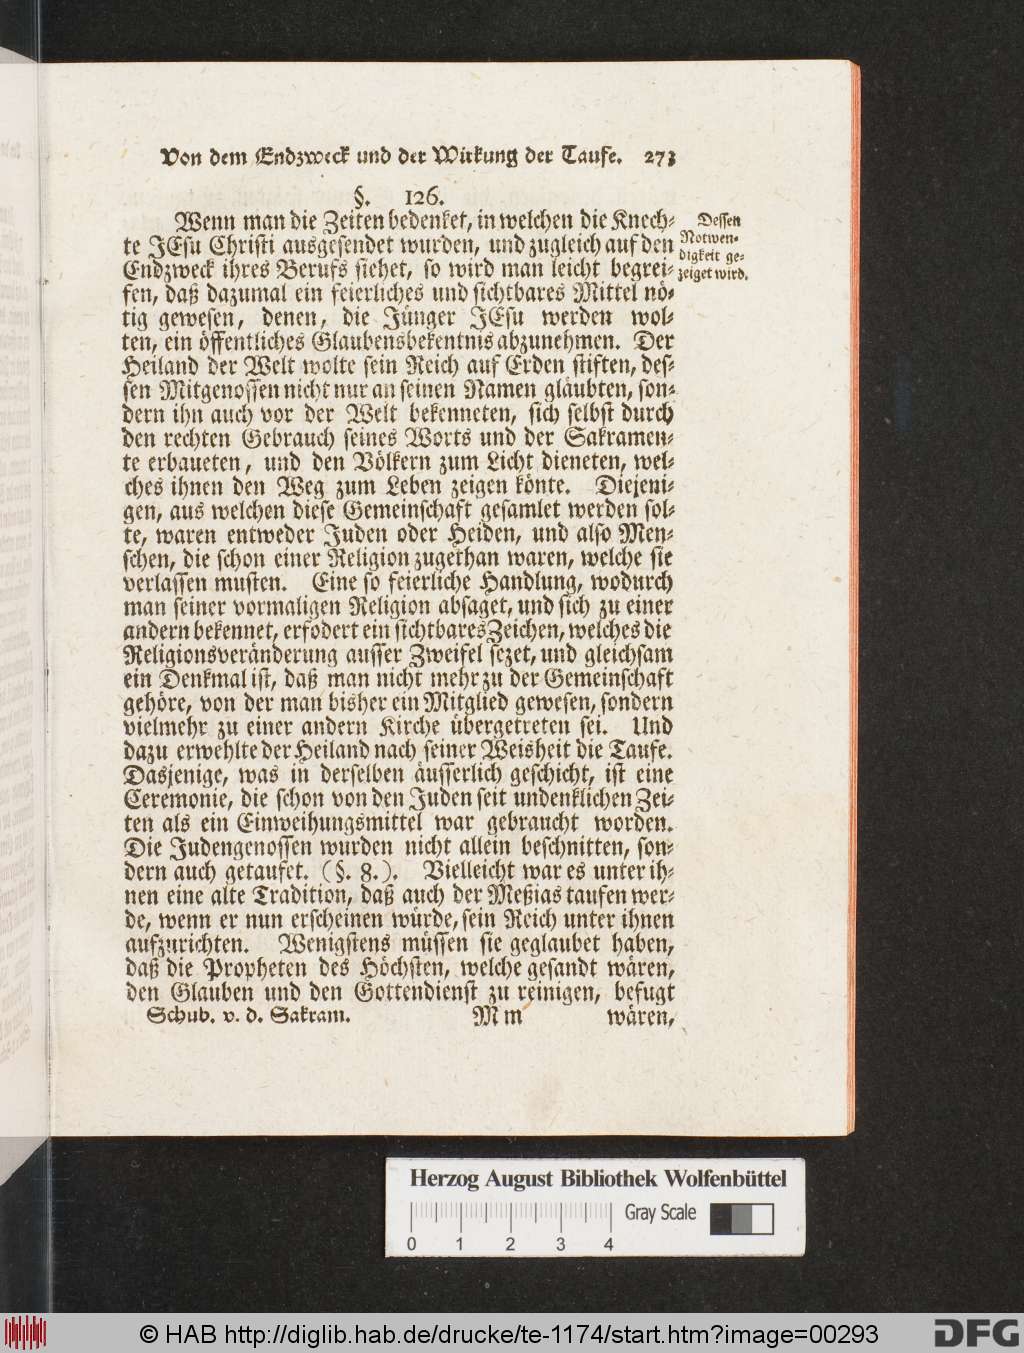 Von dem Endzweck und der Wirkung der Taufe. 273
§. 126.
Wenn man die Zeiten bedenket, in welchen die Knech-
te JEsu Christi ausgesendet wurden, und zugleich auf den
Endzweck ihres Berufs siehet, so wird man leicht begrei-
fen, daß dazumal ein feierliches und sichtbares Mittel nö-
tig gewesen, denen, die Jünger JEsu werden wol-
ten, ein öffentliches Glaubensbekentnis abzunehmen. Der
Heiland der Welt wolte sein Reich auf Erden stiften, des-
sen Mitgenossen nicht nur an seinen Namen gläubten, son-
dern ihn auch vor der Welt bekenneten, sich selbst durch
den rechten Gebrauch seines Worts und der Sakramen-
te erbaueten, und den Völkern zum Licht dieneten, wel-
ches ihnen den Weg zum Leben zeigen könte. Diejeni-
gen, aus welchen diese Gemeinschaft gesamlet werden sol-
te, waren entweder Juden oder Heiden, und also Men-
schen, die schon einer Religion zugethan waren, welche sie
verlassen musten. Eine so feierliche Handlung, wodurch
man seiner vormaligen Religion absaget, und sich zu einer
andern bekennet, erfodert ein sichtbares Zeichen, welches die
Religionsveränderung ausser Zweifel sezet, und gleichsam
ein Denkmal ist, daß man nicht mehr zu der Gemeinschaft
gehöre, von der man bisher ein Mitglied gewesen, sondern
vielmehr zu einer andern Kirche übergetreten sei. Und
dazu erwehlte der Heiland nach seiner Weisheit die Taufe.
Dasjenige, was in derselben äusserlich geschicht, ist eine
Ceremonie, die schon von den Juden seit undenklichen Zei-
ten als ein Einweihungsmittel war gebraucht worden.
Die Judengenossen wurden nicht allein beschnitten, son-
dern auch getaufet. (§. 8.). Vielleicht war es unter ih-
nen eine alte Tradition, daß auch der Meßias taufen wer-
de, wenn er nun erscheinen würde, sein Reich unter ihnen
aufzurichten. Wenigstens müssen sie geglaubet haben,
daß die Propheten des Höchsten, welche gesandt wären,
den Glauben und den Gottendienst zu reinigen, befugt
Schub. v. d. Sakram. M m wären,
Dessen
Notwen-
digkeit ge-
zeiget wird.
Herzog August Bibliothek Wolfenbüttel
Gray Scale
0 1 2 3 4
© HAB http://diglib.hab.de/drucke/te-1174/start.htm?image=00293
DFG